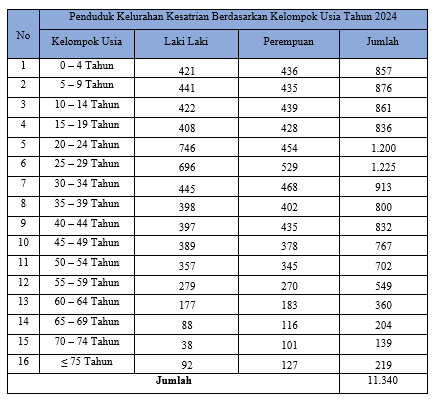 Penduduk Kelurahan Kesatrian Berdasarkan Kelompok Usia Tahun 2024
No Kelompok Usia Laki Laki Perempuan Jumlah
1 0 – 4 Tahun 421 436 857
2 5 – 9 Tahun 441 435 876
3 10 – 14 Tahun 422 439 861
4 15 – 19 Tahun 408 428 836
5 20 – 24 Tahun 746 454 1.200
6 25 – 29 Tahun 696 529 1.225
7 30 – 34 Tahun 445 468 913
8 35 – 39 Tahun 398 402 800
9 40 – 44 Tahun 397 435 832
10 45 – 49 Tahun 389 378 767
11 50 – 54 Tahun 357 345 702
12 55 – 59 Tahun 279 270 549
13 60 – 64 Tahun 177 183 360
14 65 – 69 Tahun 88 116 204
15 70 – 74 Tahun 38 101 139
16 ≤ 75 Tahun 92 127 219
Jumlah 11.340